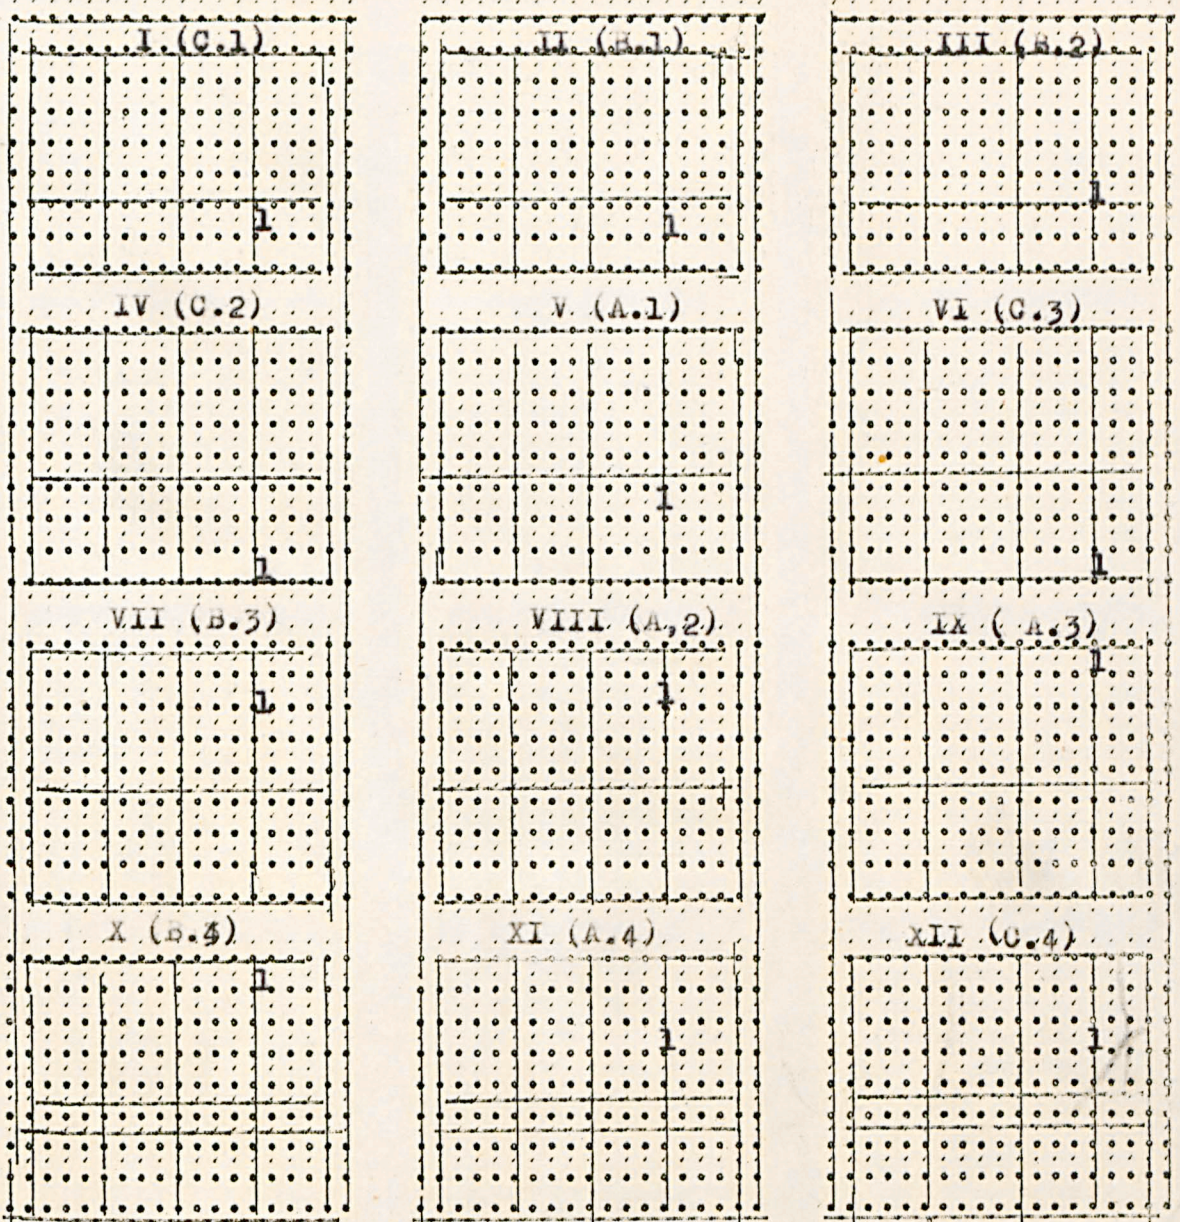 I (C.1) II (B.1) III (B.2)
1 1 1
IV (C.2) V (A.1) VI (C.3)
1 1 1
VII (B.3) VIII (A,2) IX ( A.3)
1 1 1
X (B.4) XI (A.4) XII (C.4)
1 1 1